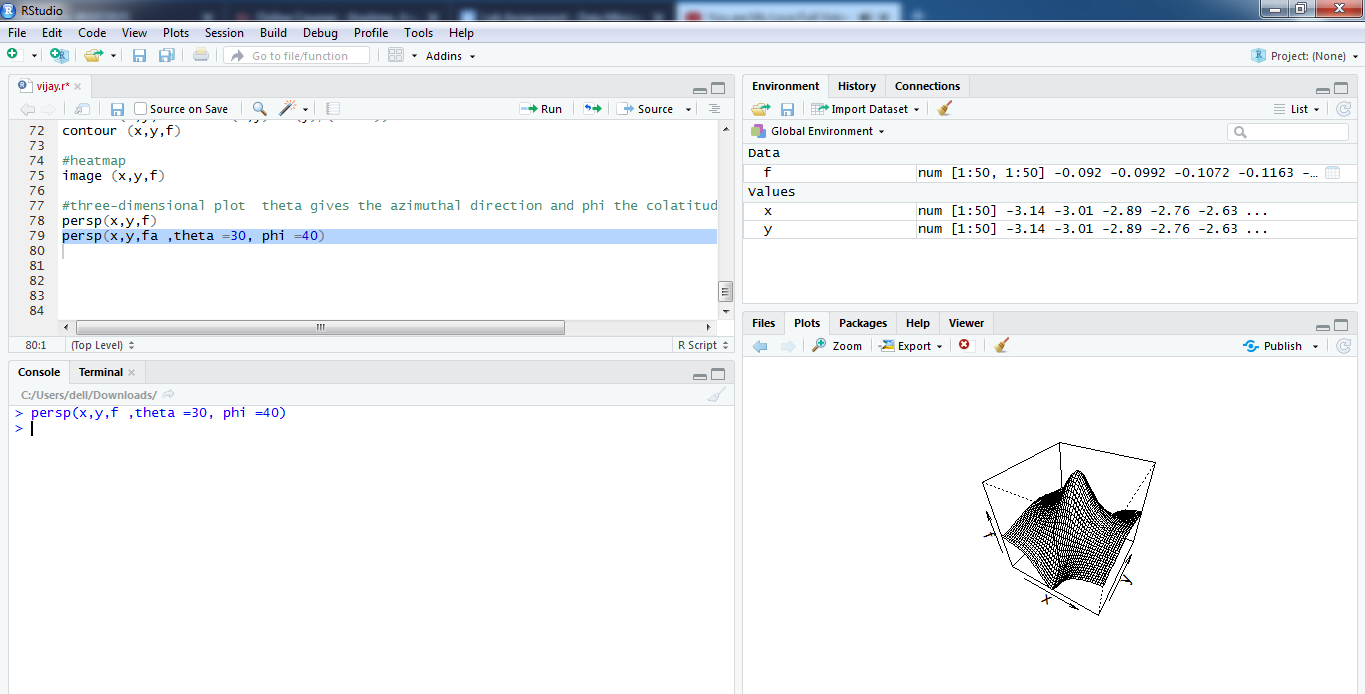 RStudio
File Edit Code View Plots Session Build Debug Profile Tools Help
Go to file/function Addins Project: (None)
vijay.r*
Source on Save Run Source
72 contour (x,y,f)
73
74 #heatmap
75 image (x,y,f)
76
77 #three-dimensional plot  theta gives the azimuthal direction and phi the colatitud
78 persp(x,y,f)
79 persp(x,y,fa ,theta =30, phi =40)
80
81
82
83
84
80:1 (Top Level) R Script
Console Terminal
C:/Users/dell/Downloads/
> persp(x,y,f ,theta =30, phi =40)
>
Environment History Connections
Import Dataset List
Global Environment
Data
f num [1:50, 1:50] -0.092 -0.0992 -0.1072 -0.1163 -...
Values
x num [1:50] -3.14 -3.01 -2.89 -2.76 -2.63 ...
y num [1:50] -3.14 -3.01 -2.89 -2.76 -2.63 ...
Files Plots Packages Help Viewer
Zoom Export Publish
x
y